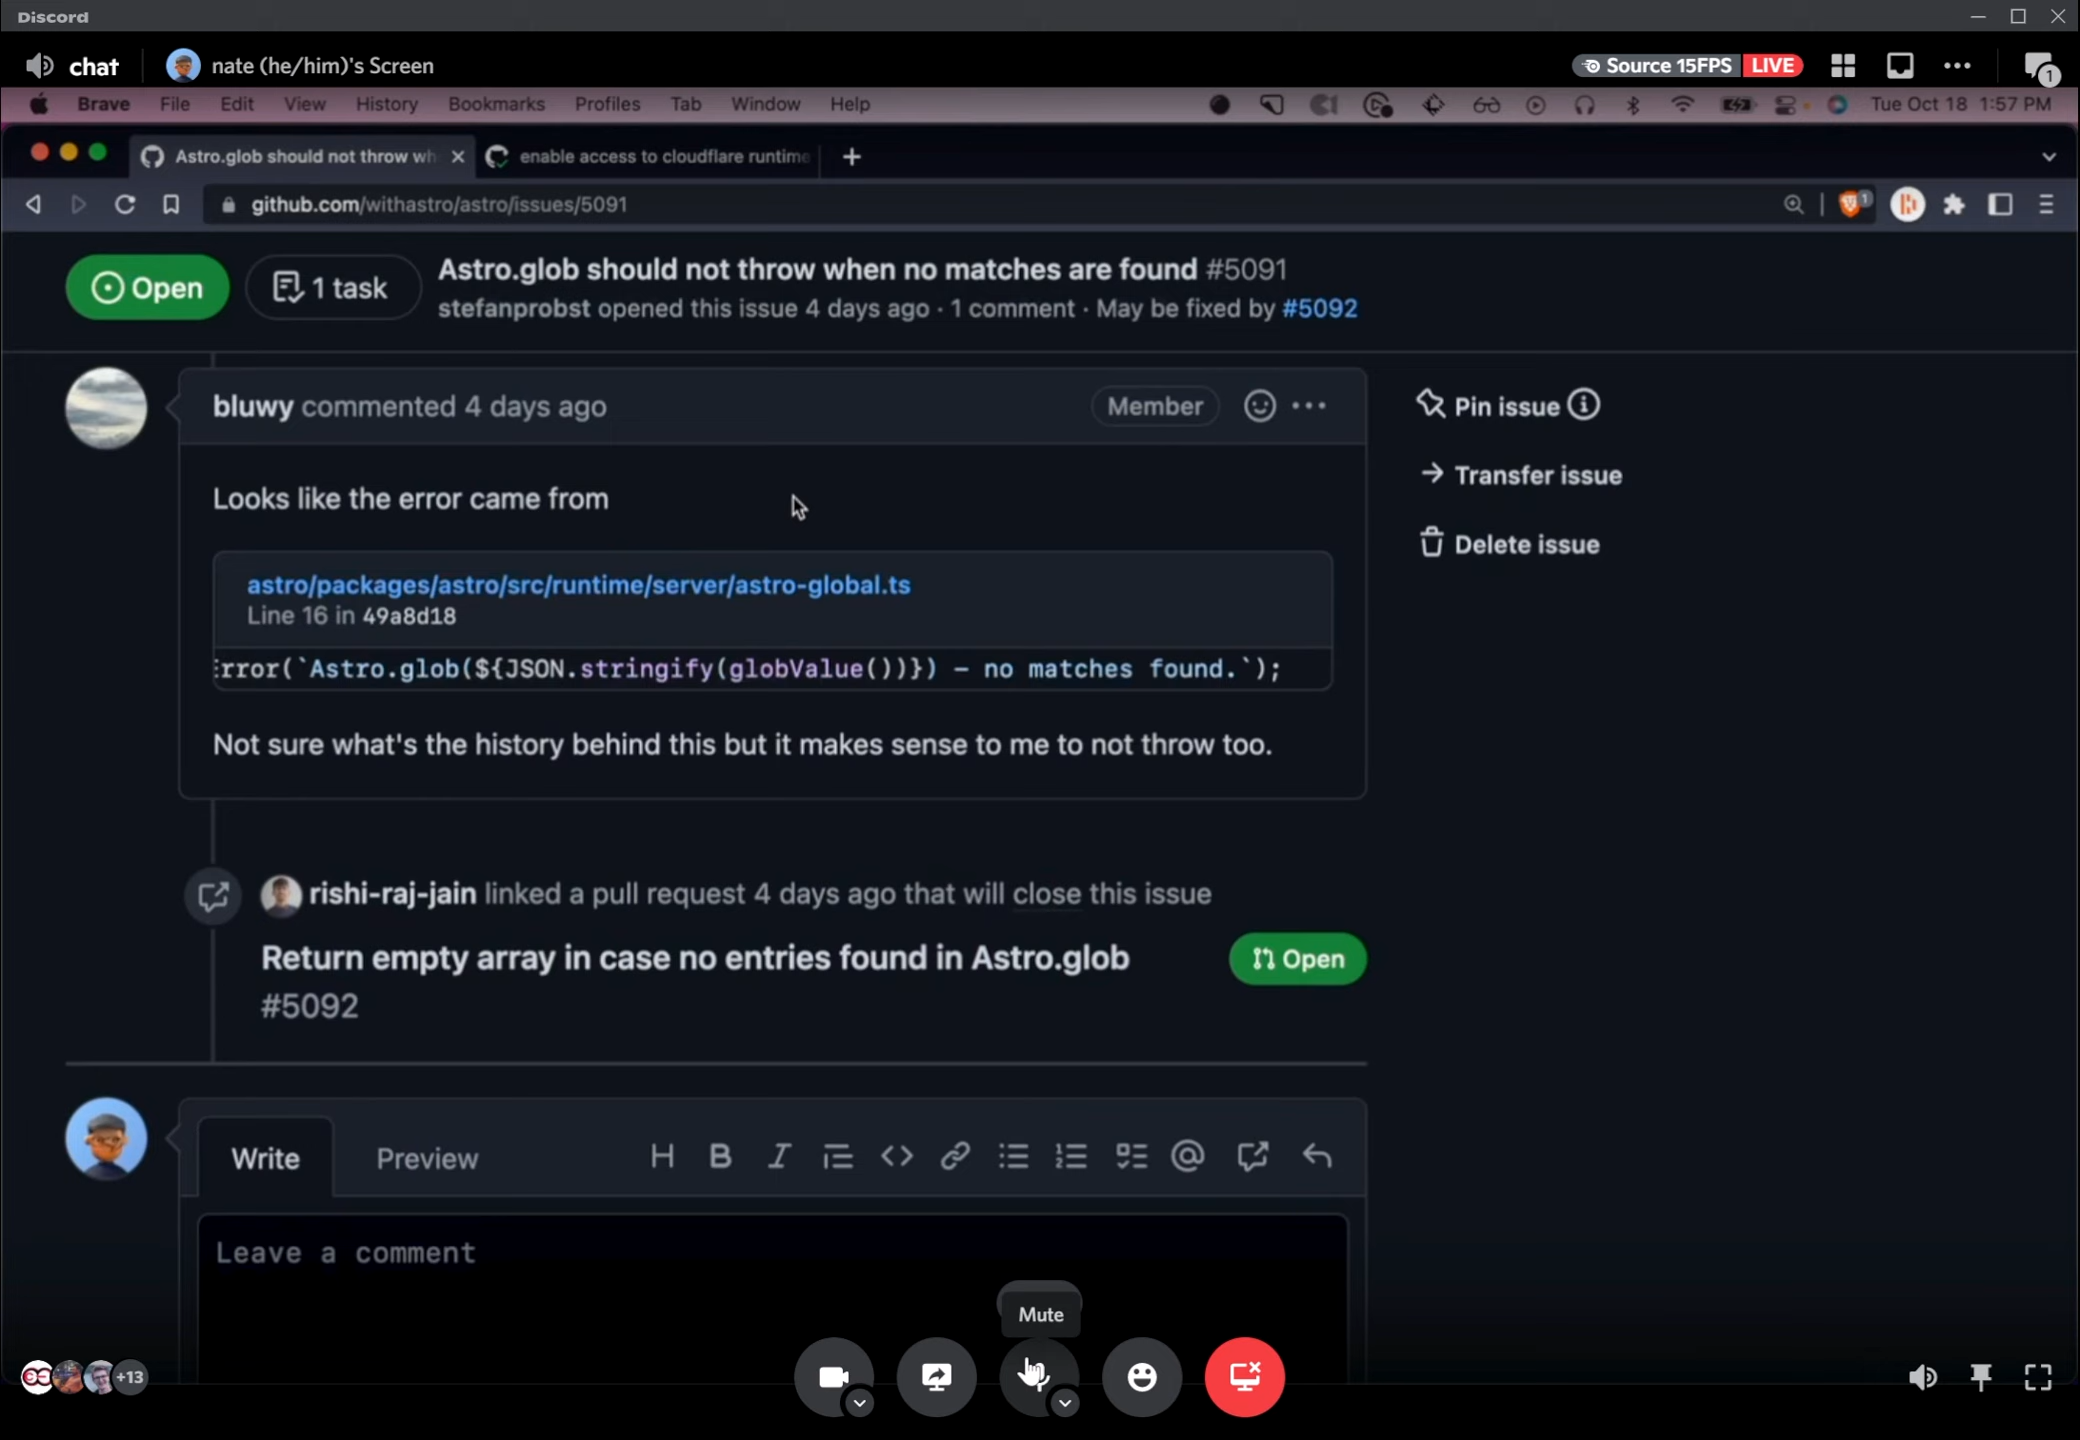 Discord
chat
nate (he/him)'s Screen
Source 15FPS LIVE
1
Brave File Edit View History Bookmarks Profiles Tab Window Help
Tue Oct 18 1:57 PM
Astro.glob should not throw wh
enable access to cloudflare runtime
github.com/withastro/astro/issues/5091
1
Open
1 task
Astro.glob should not throw when no matches are found #5091
stefanprobst opened this issue 4 days ago · 1 comment · May be fixed by #5092
bluwy commented 4 days ago
Member
Pin issue
Transfer issue
Delete issue
Looks like the error came from
astro/packages/astro/src/runtime/server/astro-global.ts
Line 16 in 49a8d18
Error(`Astro.glob(${JSON.stringify(globValue())}) – no matches found.`);
Not sure what's the history behind this but it makes sense to me to not throw too.
rishi-raj-jain linked a pull request 4 days ago that will close this issue
Return empty array in case no entries found in Astro.glob
#5092
Open
Write
Preview
Leave a comment
Mute
+13